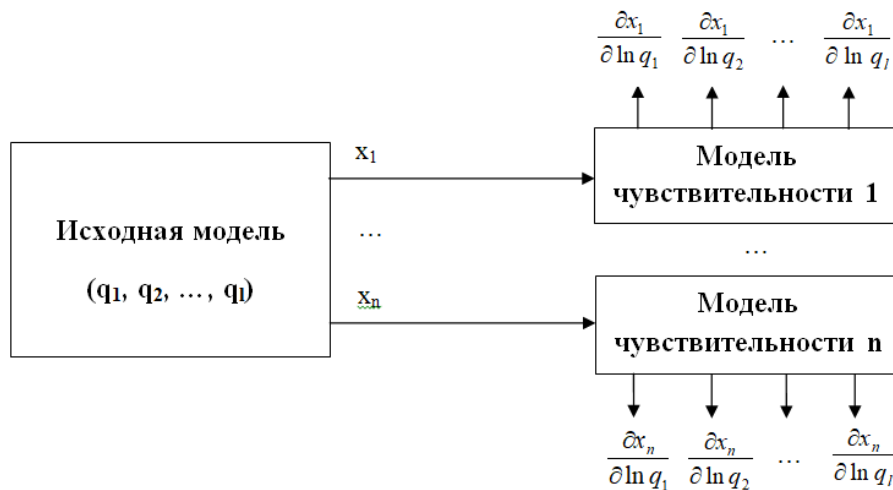 ∂x₁/∂ ln q₁ ∂x₁/∂ ln q₂ … ∂x₁/∂ ln qₗ
Модель
чувствительности 1
x₁
Исходная модель
(q₁, q₂, …, qₗ)
…
…
xₙ
Модель
чувствительности n
∂xₙ/∂ ln q₁ ∂xₙ/∂ ln q₂ … ∂xₙ/∂ ln qₗ